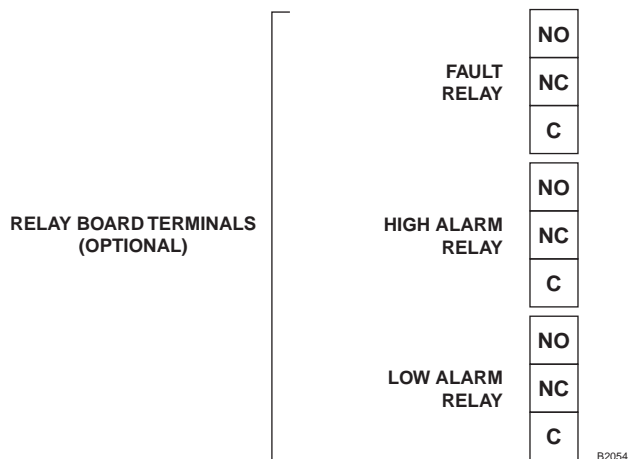 RELAY BOARD TERMINALS
(OPTIONAL)
FAULT
RELAY
NO
NC
C
HIGH ALARM
RELAY
NO
NC
C
LOW ALARM
RELAY
NO
NC
C
B2054